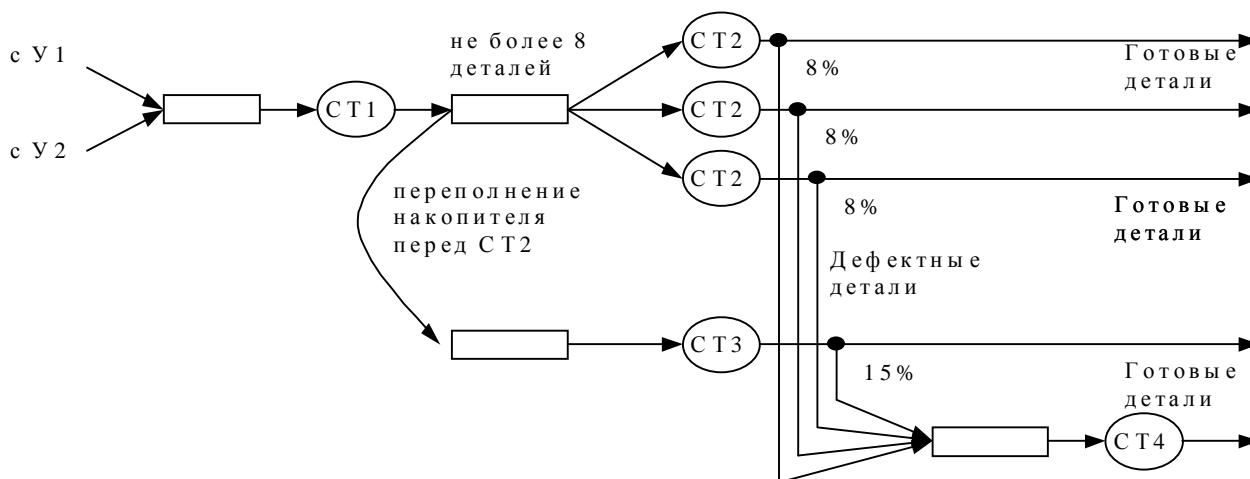 с У1
с У2
СТ1
не более 8
деталей
СТ2
8%
Готовые
детали
СТ2
8%
СТ2
8%
Готовые
детали
переполнение
накопителя
перед СТ2
Дефектные
детали
СТ3
15%
Готовые
детали
СТ4